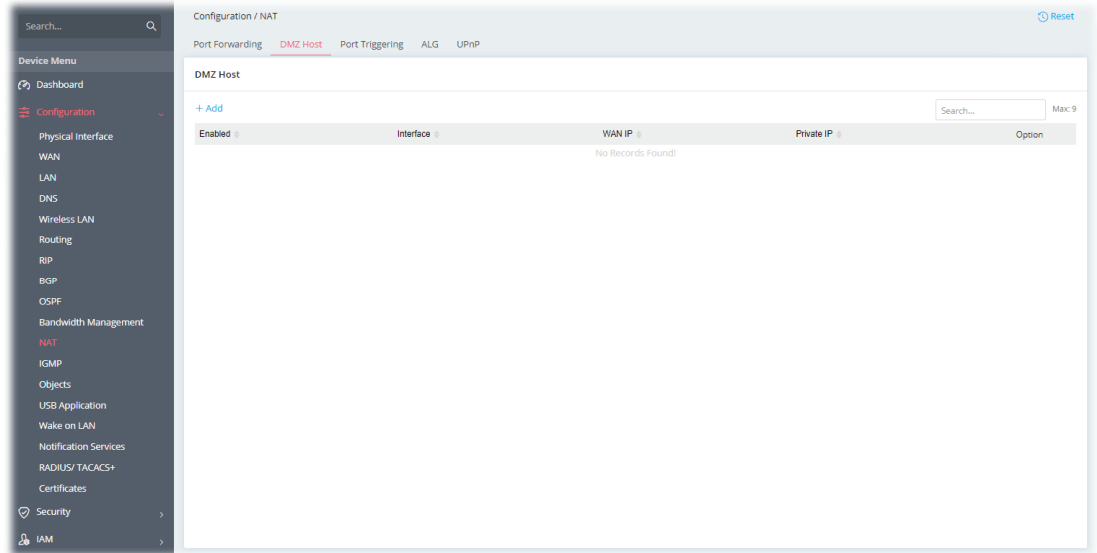 Search...
Device Menu
Dashboard
Configuration
Physical Interface
WAN
LAN
DNS
Wireless LAN
Routing
RIP
BGP
OSPF
Bandwidth Management
NAT
IGMP
Objects
USB Application
Wake on LAN
Notification Services
RADIUS/ TACACS+
Certificates
Security
IAM
Configuration / NAT
Reset
Port Forwarding DMZ Host Port Triggering ALG UPnP
DMZ Host
+ Add Search... Max: 9
Enabled Interface WAN IP Private IP Option
No Records Found!